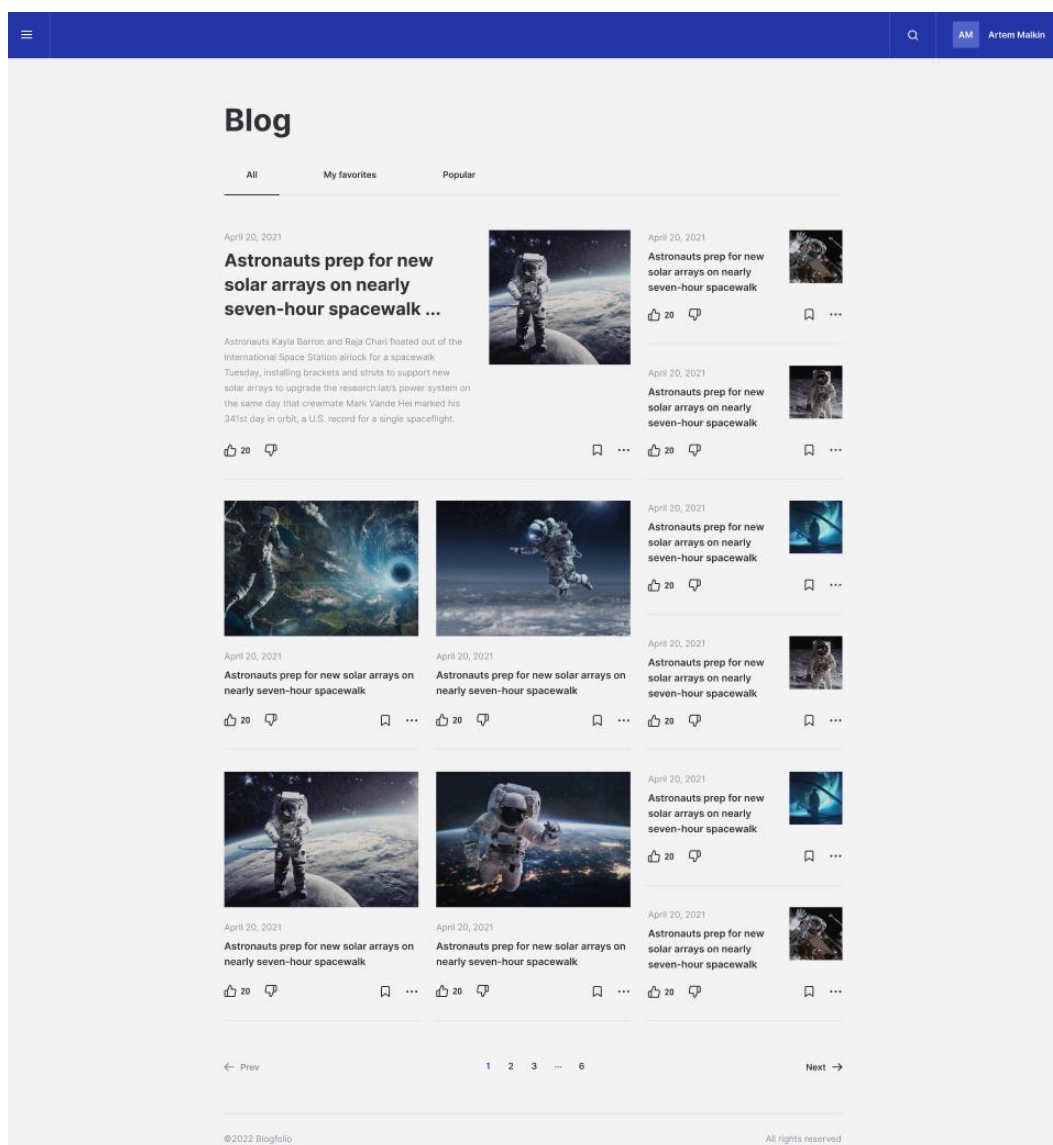 AM Artem Malkin
Blog
All My favorites Popular
April 20, 2021
Astronauts prep for new
solar arrays on nearly
seven-hour spacewalk ...
Astronauts Kayla Barron and Raja Chari floated out of the
International Space Station airlock for a spacewalk
Tuesday, installing brackets and struts to support new
solar arrays to upgrade the research lab's power system on
the same day that crewmate Mark Vande Hei marked his
341st day in orbit, a U.S. record for a single spaceflight.
20
April 20, 2021
Astronauts prep for new
solar arrays on nearly
seven-hour spacewalk
20
April 20, 2021
Astronauts prep for new
solar arrays on nearly
seven-hour spacewalk
20
April 20, 2021
Astronauts prep for new solar arrays on
nearly seven-hour spacewalk
20
April 20, 2021
Astronauts prep for new solar arrays on
nearly seven-hour spacewalk
20
April 20, 2021
Astronauts prep for new
solar arrays on nearly
seven-hour spacewalk
20
April 20, 2021
Astronauts prep for new
solar arrays on nearly
seven-hour spacewalk
20
April 20, 2021
Astronauts prep for new solar arrays on
nearly seven-hour spacewalk
20
April 20, 2021
Astronauts prep for new solar arrays on
nearly seven-hour spacewalk
20
April 20, 2021
Astronauts prep for new
solar arrays on nearly
seven-hour spacewalk
20
April 20, 2021
Astronauts prep for new
solar arrays on nearly
seven-hour spacewalk
20
← Prev 1 2 3 ... 6 Next →
©2022 Blogfolio All rights reserved